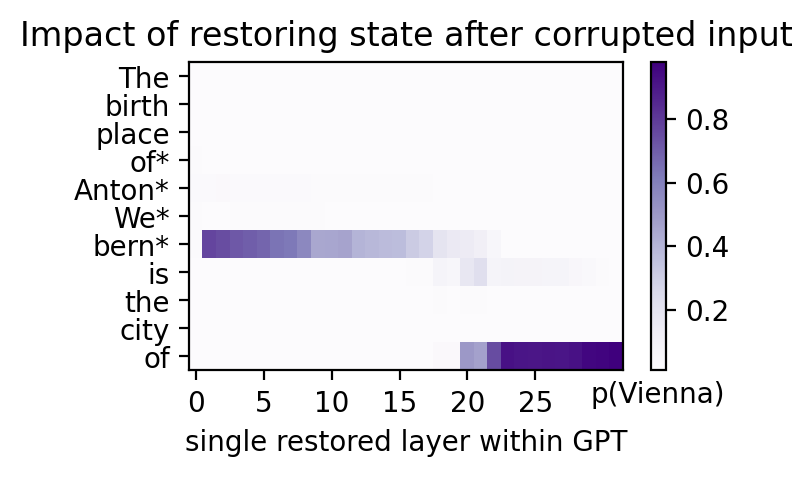 Impact of restoring state after corrupted input
The
birth
place
of*
Anton*
We*
bern*
is
the
city
of
0 5 10 15 20 25
single restored layer within GPT
0.8
0.6
0.4
0.2
p(Vienna)